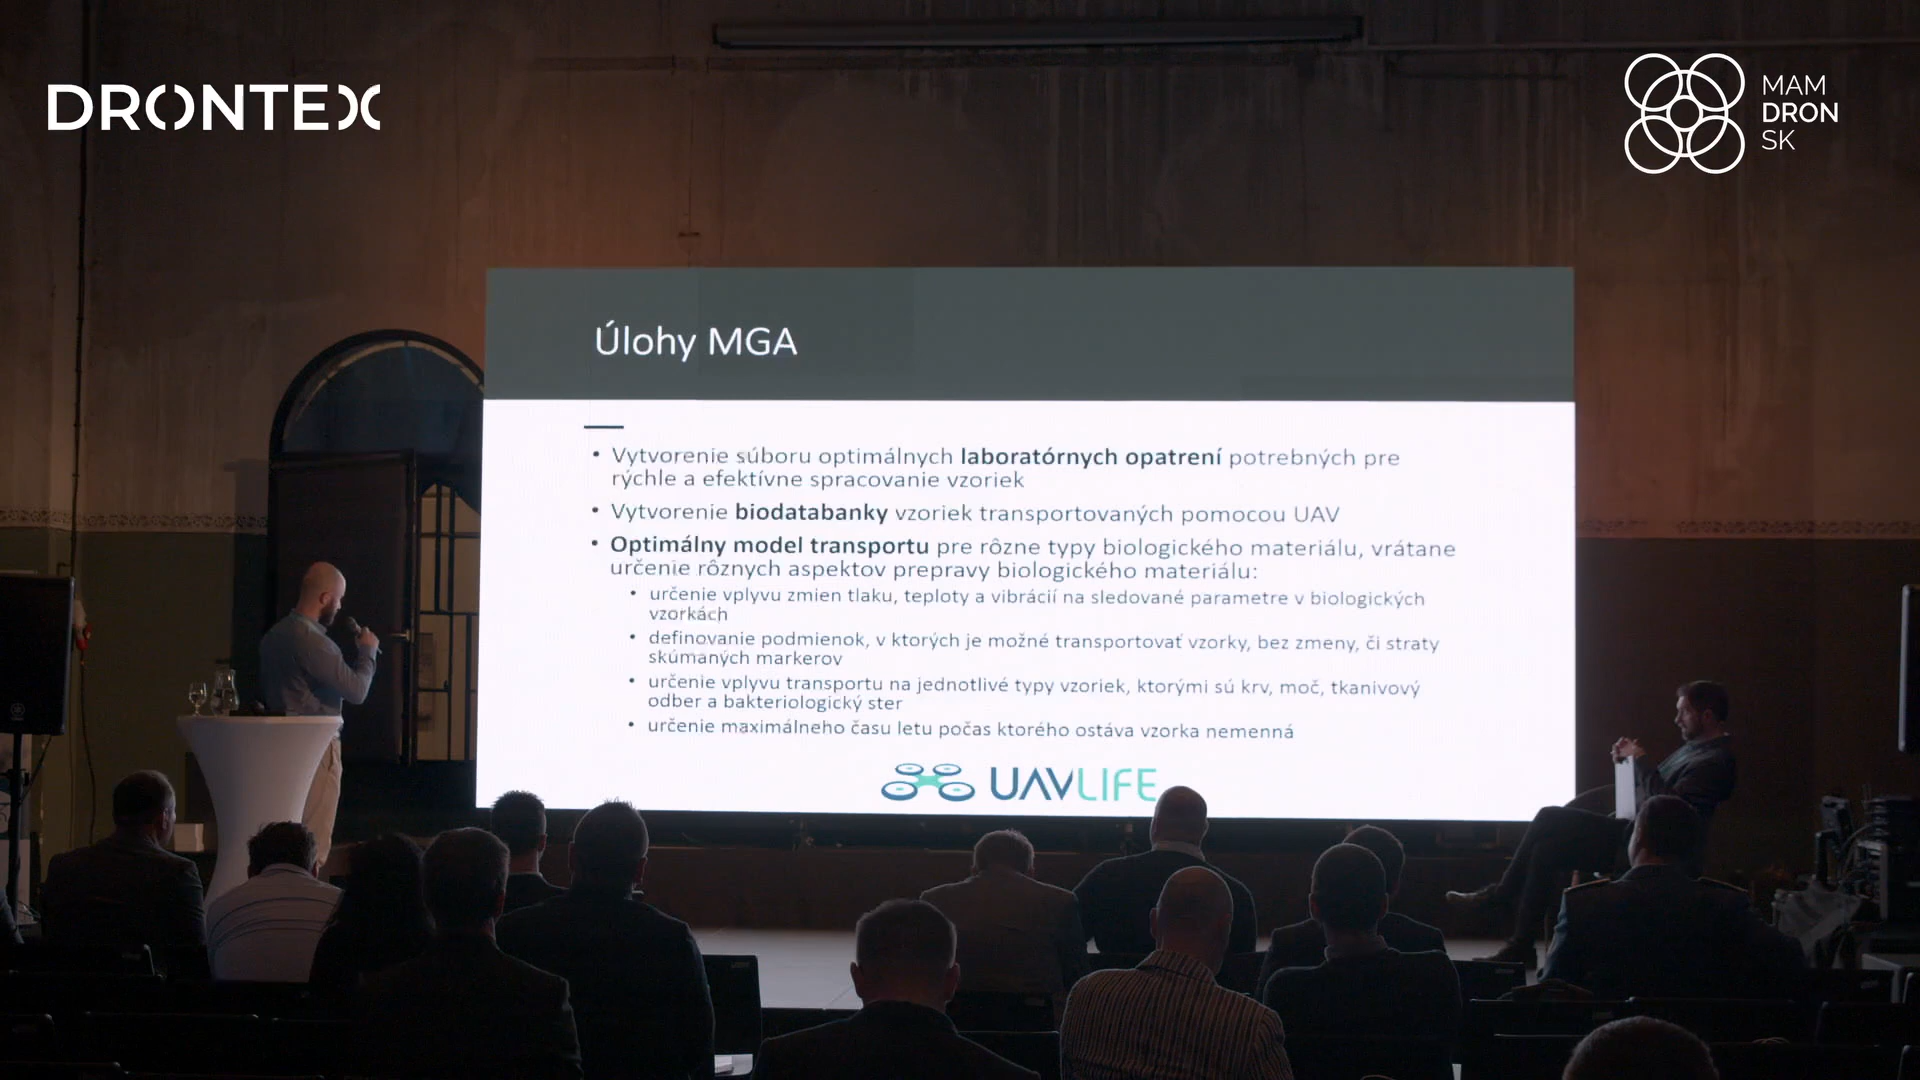 DRONTEX
MAM
DRON
SK
Úlohy MGA
• Vytvorenie súboru optimálnych laboratórnych opatrení potrebných pre
rýchle a efektívne spracovanie vzoriek
• Vytvorenie biodatabanky vzoriek transportovaných pomocou UAV
• Optimálny model transportu pre rôzne typy biologického materiálu, vrátane
určenie rôznych aspektov prepravy biologického materiálu:
• určenie vplyvu zmien tlaku, teploty a vibrácií na sledované parametre v biologických
vzorkách
• definovanie podmienok, v ktorých je možné transportovať vzorky, bez zmeny, či straty
skúmaných markerov
• určenie vplyvu transportu na jednotlivé typy vzoriek, ktorými sú krv, moč, tkanivový
odber a bakteriologický ster
• určenie maximálneho času letu počas ktorého ostáva vzorka nemenná
UAVLIFE